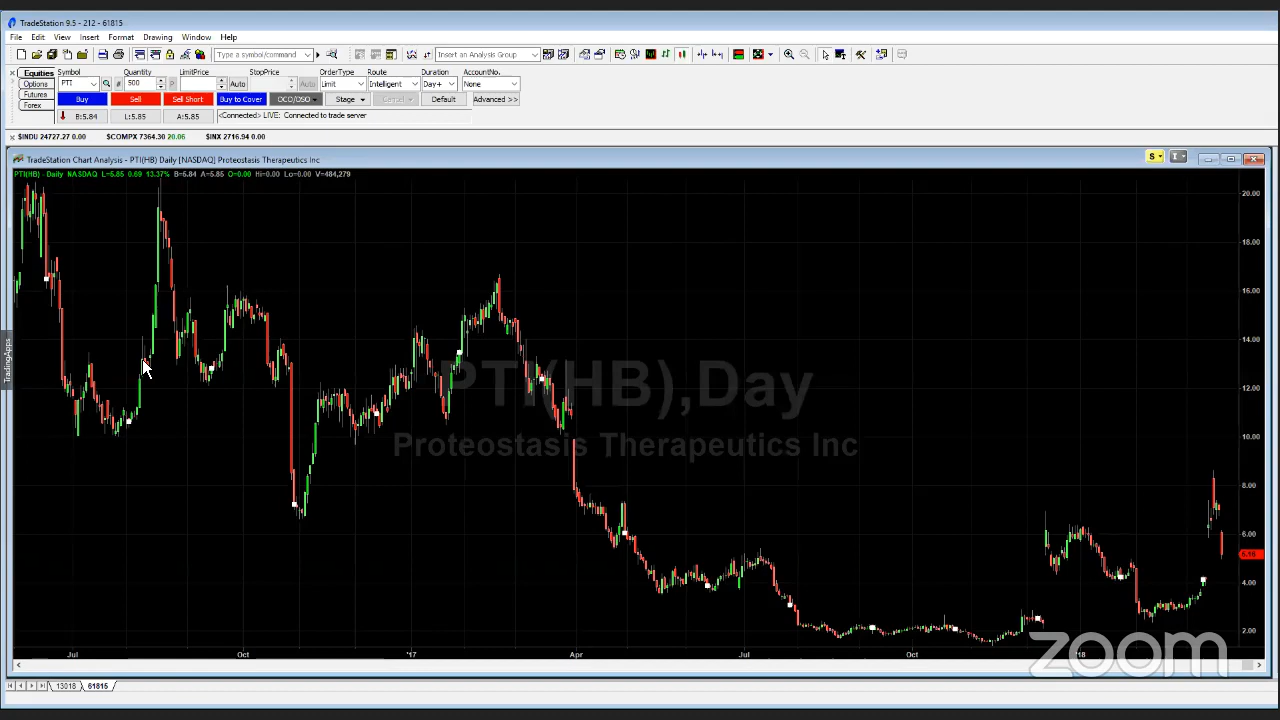 TradeStation 9.5 - 212 - 61815
File Edit View Insert Format Drawing Window Help
Type a symbol/command
Insert an Analysis Group
Equities Symbol Quantity LimitPrice StopPrice OrderType Route Duration AccountNo.
Options PTI # 500 P Auto Auto Limit Intelligent Day+ None
Futures
Forex
Buy Sell Sell Short Buy to Cover OCO/OSO Stage Cancel Default Advanced >>
B:5.84 L:5.85 A:5.85 <Connected> LIVE: Connected to trade server
$INDU 24727.27 0.00 $COMPX 7364.30 20.06 $INX 2716.94 0.00
TradeStation Chart Analysis - PTI(HB) Daily [NASDAQ] Proteostasis Therapeutics Inc
S
I
PTI(HB) - Daily NASDAQ L=5.85 0.69 13.37% B=5.84 A=5.85 O=0.00 Hi=0.00 Lo=0.00 V=484,279
20.00
18.00
16.00
14.00
12.00
10.00
8.00
6.00
5.16
4.00
2.00
TradingApps
PTI(HB),Day
Proteostasis Therapeutics Inc
Jul Oct '17 Apr Jul Oct '18
zoom
13018 61815